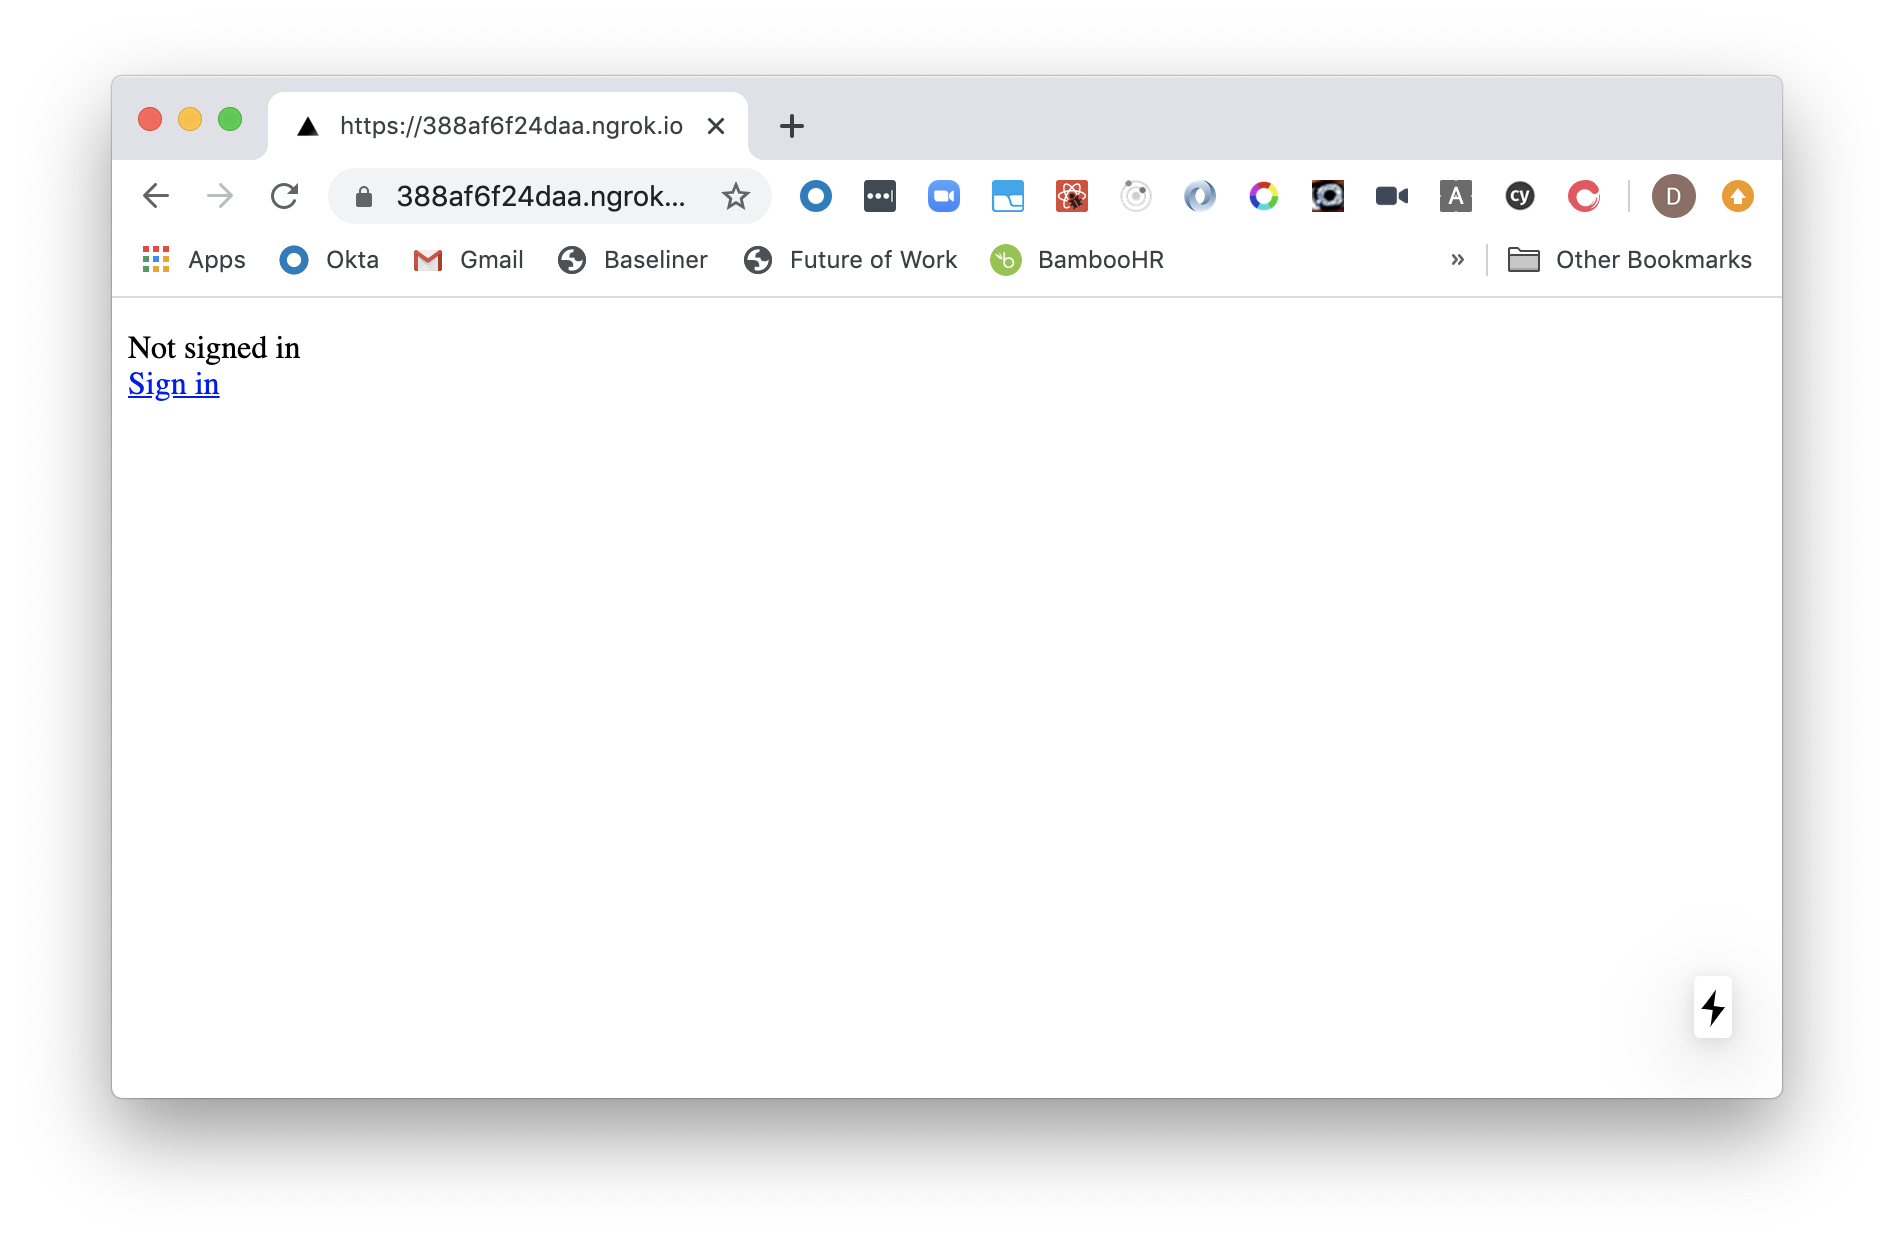 https://388af6f24daa.ngrok.io
388af6f24daa.ngrok...
A
cy
D
Apps
Okta
Gmail
Baseliner
Future of Work
b
BambooHR
»
Other Bookmarks
Not signed in
Sign in